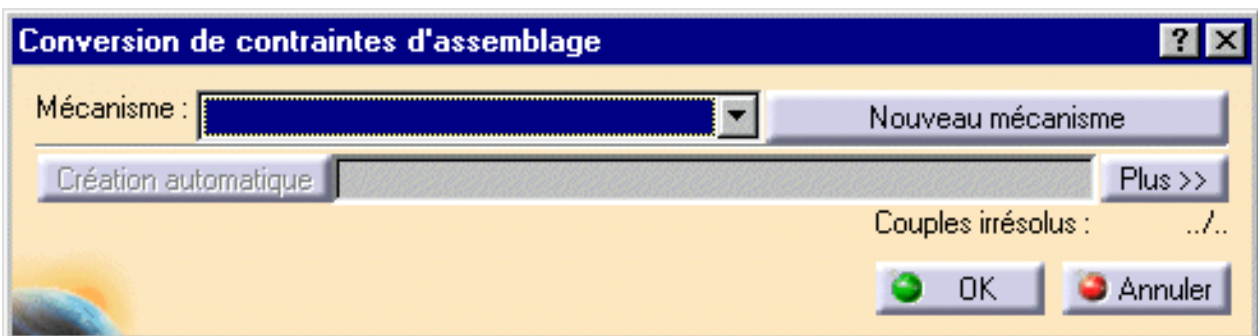 Conversion de contraintes d'assemblage
Mécanisme : Nouveau mécanisme
Création automatique Plus >>
Couples irrésolus : ../..
OK Annuler